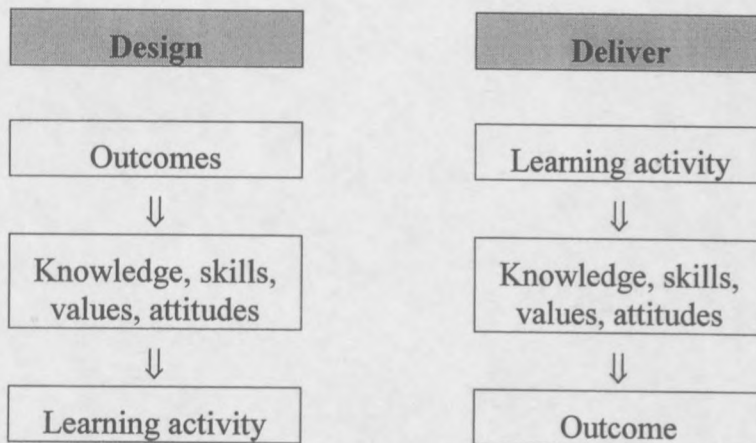 Design
Outcomes
⇓
Knowledge, skills,
values, attitudes
⇓
Learning activity
Deliver
Learning activity
⇓
Knowledge, skills,
values, attitudes
⇓
Outcome